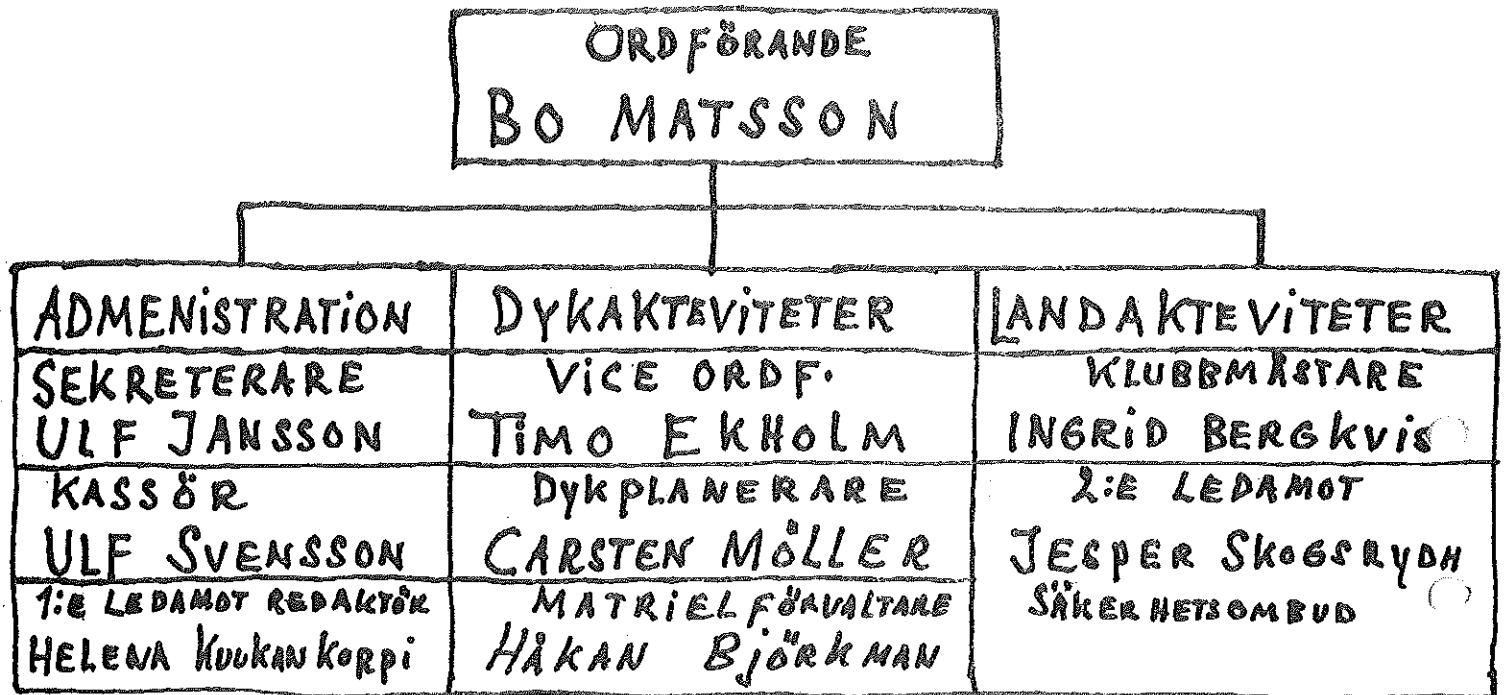 ORDFÖRANDE
BO MATSSON
ADMENISTRATION
SEKRETERARE
ULF JANSSON
KASSÖR
ULF SVENSSON
1:E LEDAMOT REDAKTÖR
HELENA KUUKANKORPI
DYKAKTEVITETER
VICE ORDF.
TIMO EKHOLM
DYKPLANERARE
CARSTEN MÖLLER
MATRIELFÖRVALTARE
HÅKAN BJÖRKMAN
LANDAKTEVITETER
KLUBBMÄSTARE
INGRID BERGKVIS
2:E LEDAMOT
JESPER SKOGSRYDH
SÄKERHETSOMBUD